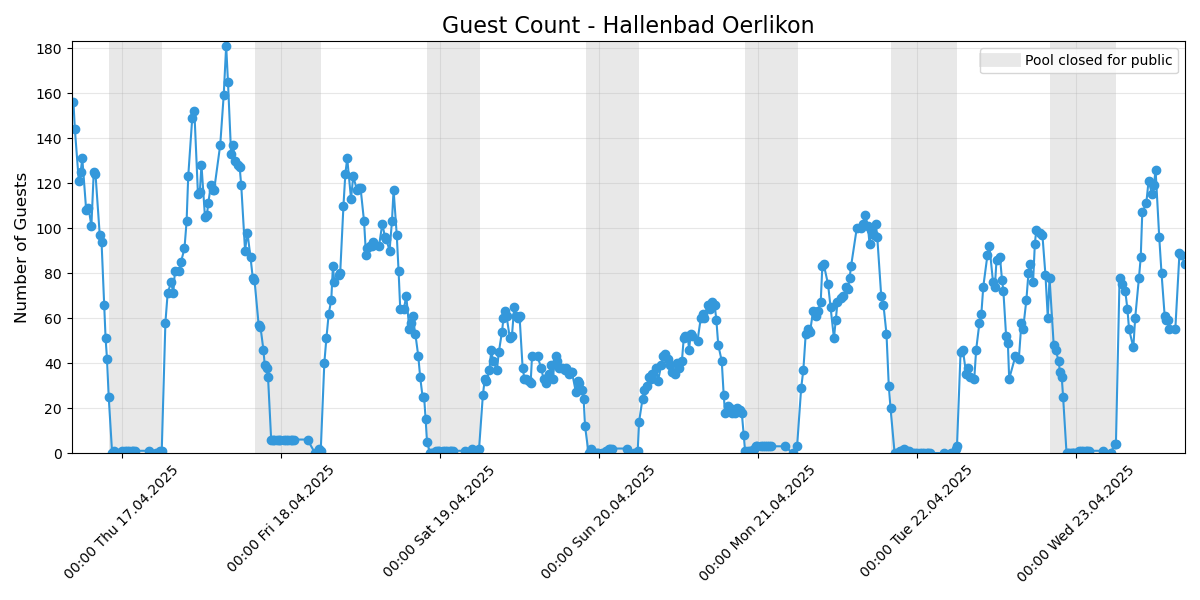 Guest Count - Hallenbad Oerlikon
Pool closed for public
Number of Guests
180
160
140
120
100
80
60
40
20
0
00:00 Thu 17.04.2025
00:00 Fri 18.04.2025
00:00 Sat 19.04.2025
00:00 Sun 20.04.2025
00:00 Mon 21.04.2025
00:00 Tue 22.04.2025
00:00 Wed 23.04.2025